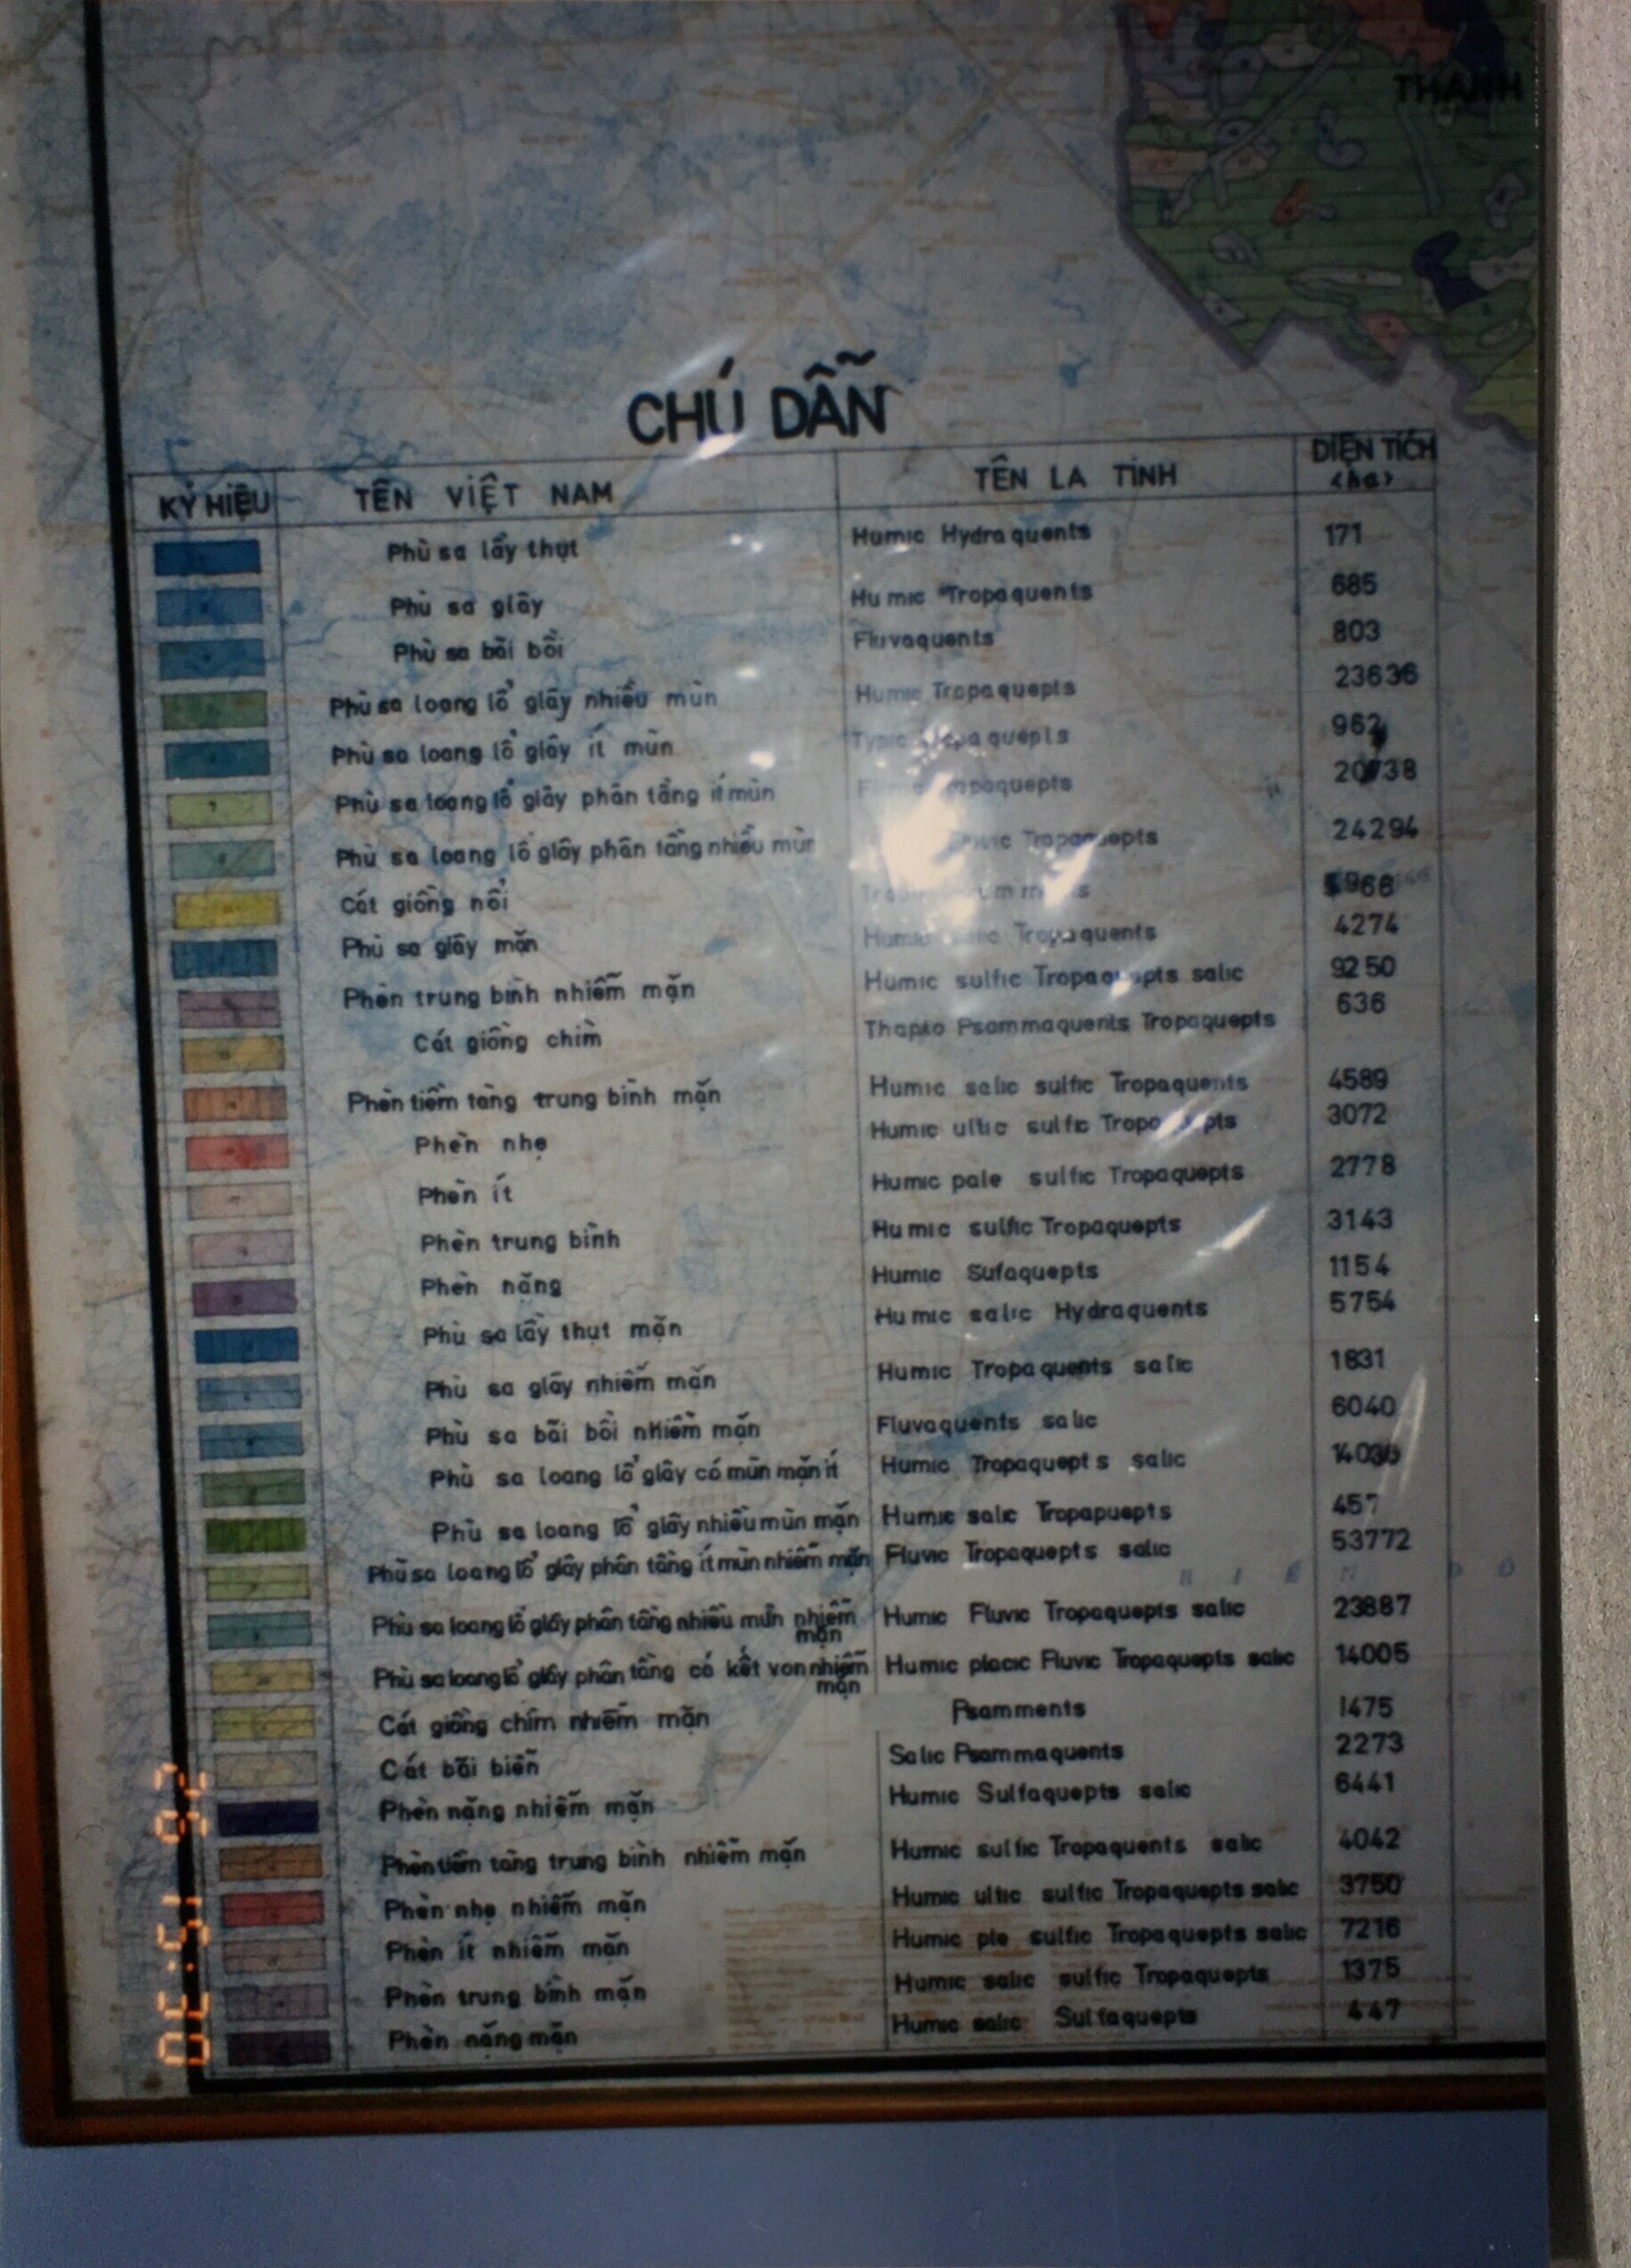 THẠNH
CHÚ DẪN
KÝ HIỆU TÊN VIỆT NAM TÊN LA TINH DIỆN TÍCH
<ha>
Phù sa lầy thụt Humic Hydraquents 171
Phù sa glây Humic Tropaquents 685
Phù sa bãi bồi Fluvaquents 803
Phù sa loang lổ glây nhiều mùn Humic Tropaquepts 23636
Phù sa loang lổ glây ít mùn Typic 962
Phù sa loang lổ glây phân tầng ít mùn
Phù sa loang lổ glây phân tầng nhiều mùn Tropaquepts 24294
Cát giồng nổi
Phù sa glây mặn Humic Tropaquents 4274
Phèn trung bình nhiễm mặn Humic sulfic Tropaquepts salic 9250
Cát giồng chìm Thapto Psammaquents Tropaquepts 636
Phèn tiềm tàng trung bình mặn Humic salic sulfic Tropaquents 4589
Phèn nhẹ Humic ultic sulfic Tropaquepts 3072
Phèn ít Humic pale sulfic Tropaquepts 2778
Phèn trung bình Humic sulfic Tropaquepts 3143
Phèn nặng Humic Sufaquepts 1154
Phù sa lầy thụt mặn Humic salic Hydraquents 5754
Phù sa glây nhiễm mặn Humic Tropaquents salic 1831
Phù sa bãi bồi nhiễm mặn Fluvaquents salic 6040
Phù sa loang lổ glây có mùn mặn ít Humic Tropaquepts salic
Phù sa loang lổ glây nhiều mùn mặn Humic salic Tropapuepts 457
Phù sa loang lổ glây phân tầng ít mùn nhiễm mặn Fluvic Tropaquepts salic 53772
Phù sa loang lổ glây phân tầng nhiều mùn nhiễm Humic Fluvic Tropaquepts salic 23887
mặn
Phù sa loang lổ glây phân tầng có kết von nhiễm Humic placic Fluvic Tropaquepts salic 14005
mặn
Cát giồng chìm nhiễm mặn Psamments 1475
Cát bãi biển Salic Psammaquents 2273
Phèn nặng nhiễm mặn Humic Sulfaquepts salic 6441
Phèn tiềm tàng trung bình nhiễm mặn Humic sulfic Tropaquents salic 4042
Phèn nhẹ nhiễm mặn Humic ultic sulfic Tropaquepts salic 3750
Phèn ít nhiễm mặn Humic ple sulfic Tropaquepts salic 7216
Phèn trung bình mặn Humic salic sulfic Tropaquepts 1375
Phèn nặng mặn Humic salic Sulfaquepts 447